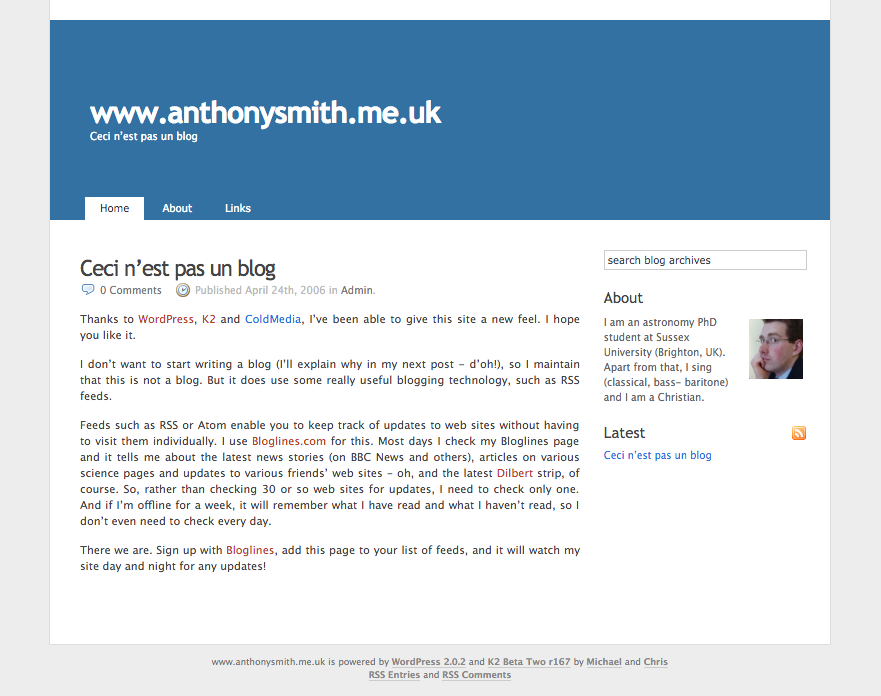 www.anthonysmith.me.uk
Ceci n'est pas un blog
Home About Links
Ceci n'est pas un blog
0 Comments Published April 24th, 2006 in Admin.
Thanks to WordPress, K2 and ColdMedia, I've been able to give this site a new feel. I hope
you like it.
I don't want to start writing a blog (I'll explain why in my next post – d'oh!), so I maintain
that this is not a blog. But it does use some really useful blogging technology, such as RSS
feeds.
Feeds such as RSS or Atom enable you to keep track of updates to web sites without having
to visit them individually. I use Bloglines.com for this. Most days I check my Bloglines page
and it tells me about the latest news stories (on BBC News and others), articles on various
science pages and updates to various friends' web sites – oh, and the latest Dilbert strip, of
course. So, rather than checking 30 or so web sites for updates, I need to check only one.
And if I'm offline for a week, it will remember what I have read and what I haven't read, so I
don't even need to check every day.
There we are. Sign up with Bloglines, add this page to your list of feeds, and it will watch my
site day and night for any updates!
search blog archives
About
I am an astronomy PhD
student at Sussex
University (Brighton, UK).
Apart from that, I sing
(classical, bass- baritone)
and I am a Christian.
Latest
Ceci n'est pas un blog
www.anthonysmith.me.uk is powered by WordPress 2.0.2 and K2 Beta Two r167 by Michael and Chris
RSS Entries and RSS Comments